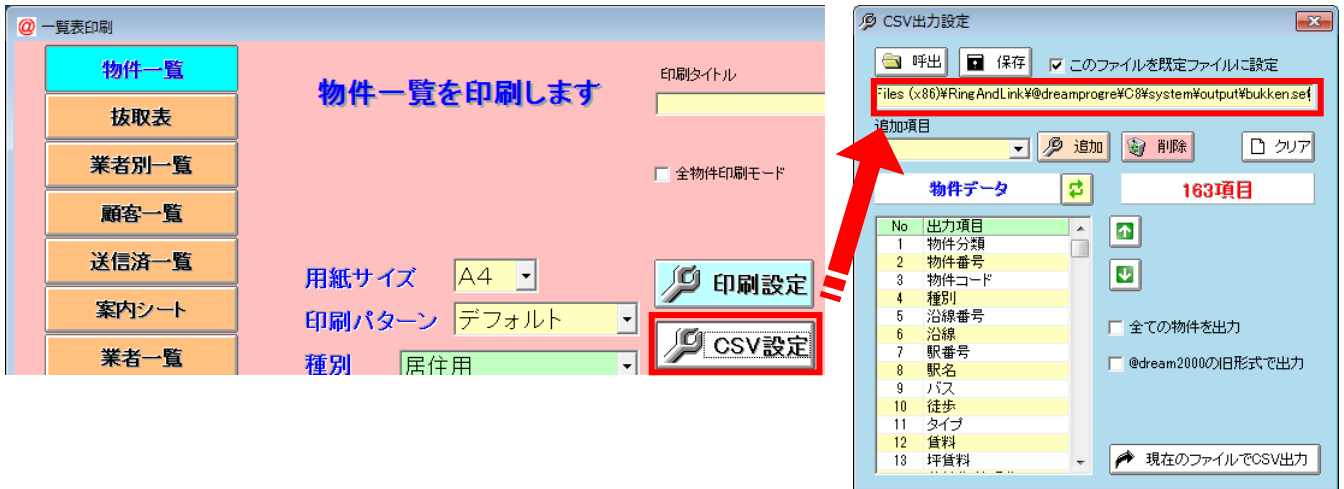 @ 一覧表印刷
物件一覧
抜取表
業者別一覧
顧客一覧
送信済一覧
案内シート
業者一覧
物件一覧を印刷します
印刷タイトル
全物件印刷モード
用紙サイズ A4
印刷パターン デフォルト
種別 居住用
印刷設定
CSV設定
CSV出力設定
呼出 保存 このファイルを既定ファイルに設定
Files (x86)¥RingAndLink¥@dreamprogre¥C8¥system¥output¥bukken.set
追加項目
追加 削除 クリア
物件データ 163項目
No 出力項目
1 物件分類
2 物件番号
3 物件コード
4 種別
5 沿線番号
6 沿線
7 駅番号
8 駅名
9 バス
10 徒歩
11 タイプ
12 賃料
13 坪賃料
全ての物件を出力
@dream2000の旧形式で出力
現在のファイルでCSV出力